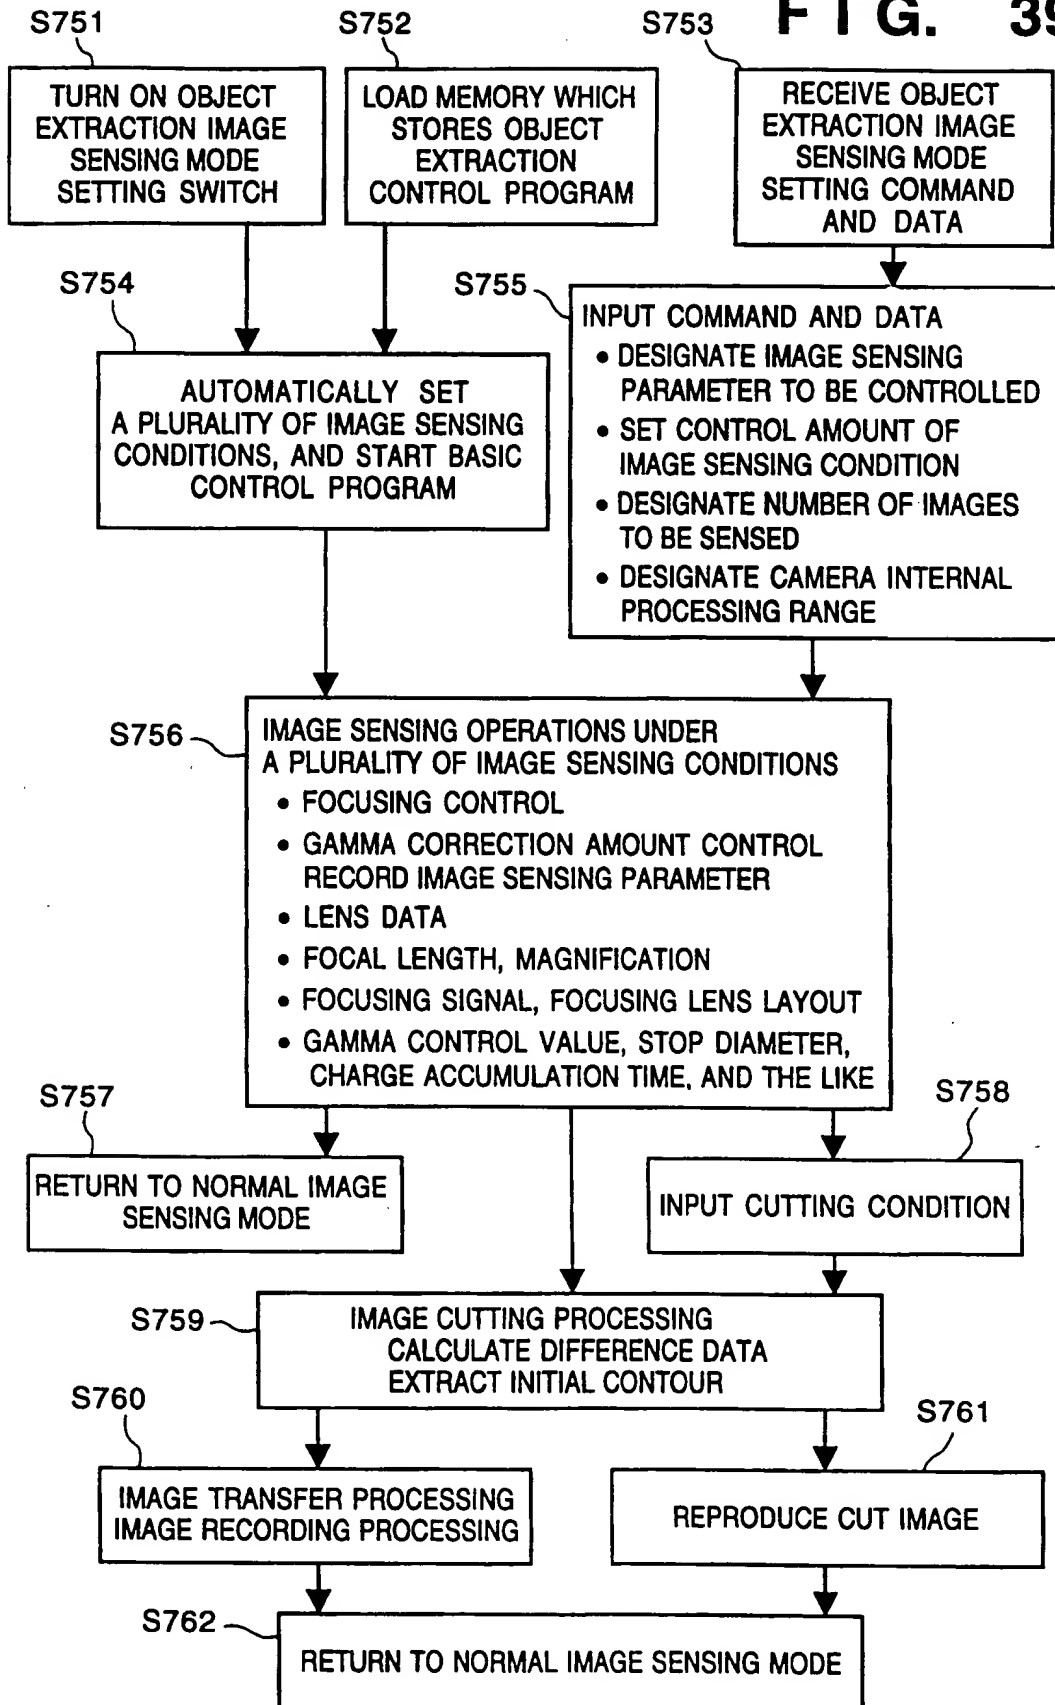 S751
S752
S753
FIG. 39
TURN ON OBJECT
EXTRACTION IMAGE
SENSING MODE
SETTING SWITCH
LOAD MEMORY WHICH
STORES OBJECT
EXTRACTION
CONTROL PROGRAM
RECEIVE OBJECT
EXTRACTION IMAGE
SENSING MODE
SETTING COMMAND
AND DATA
S754
S755
AUTOMATICALLY SET
A PLURALITY OF IMAGE SENSING
CONDITIONS, AND START BASIC
CONTROL PROGRAM
INPUT COMMAND AND DATA
• DESIGNATE IMAGE SENSING
PARAMETER TO BE CONTROLLED
• SET CONTROL AMOUNT OF
IMAGE SENSING CONDITION
• DESIGNATE NUMBER OF IMAGES
TO BE SENSED
• DESIGNATE CAMERA INTERNAL
PROCESSING RANGE
S756
IMAGE SENSING OPERATIONS UNDER
A PLURALITY OF IMAGE SENSING CONDITIONS
• FOCUSING CONTROL
• GAMMA CORRECTION AMOUNT CONTROL
RECORD IMAGE SENSING PARAMETER
• LENS DATA
• FOCAL LENGTH, MAGNIFICATION
• FOCUSING SIGNAL, FOCUSING LENS LAYOUT
• GAMMA CONTROL VALUE, STOP DIAMETER,
CHARGE ACCUMULATION TIME, AND THE LIKE
S757
S758
RETURN TO NORMAL IMAGE
SENSING MODE
INPUT CUTTING CONDITION
S759
IMAGE CUTTING PROCESSING
CALCULATE DIFFERENCE DATA
EXTRACT INITIAL CONTOUR
S760
S761
IMAGE TRANSFER PROCESSING
IMAGE RECORDING PROCESSING
REPRODUCE CUT IMAGE
S762
RETURN TO NORMAL IMAGE SENSING MODE